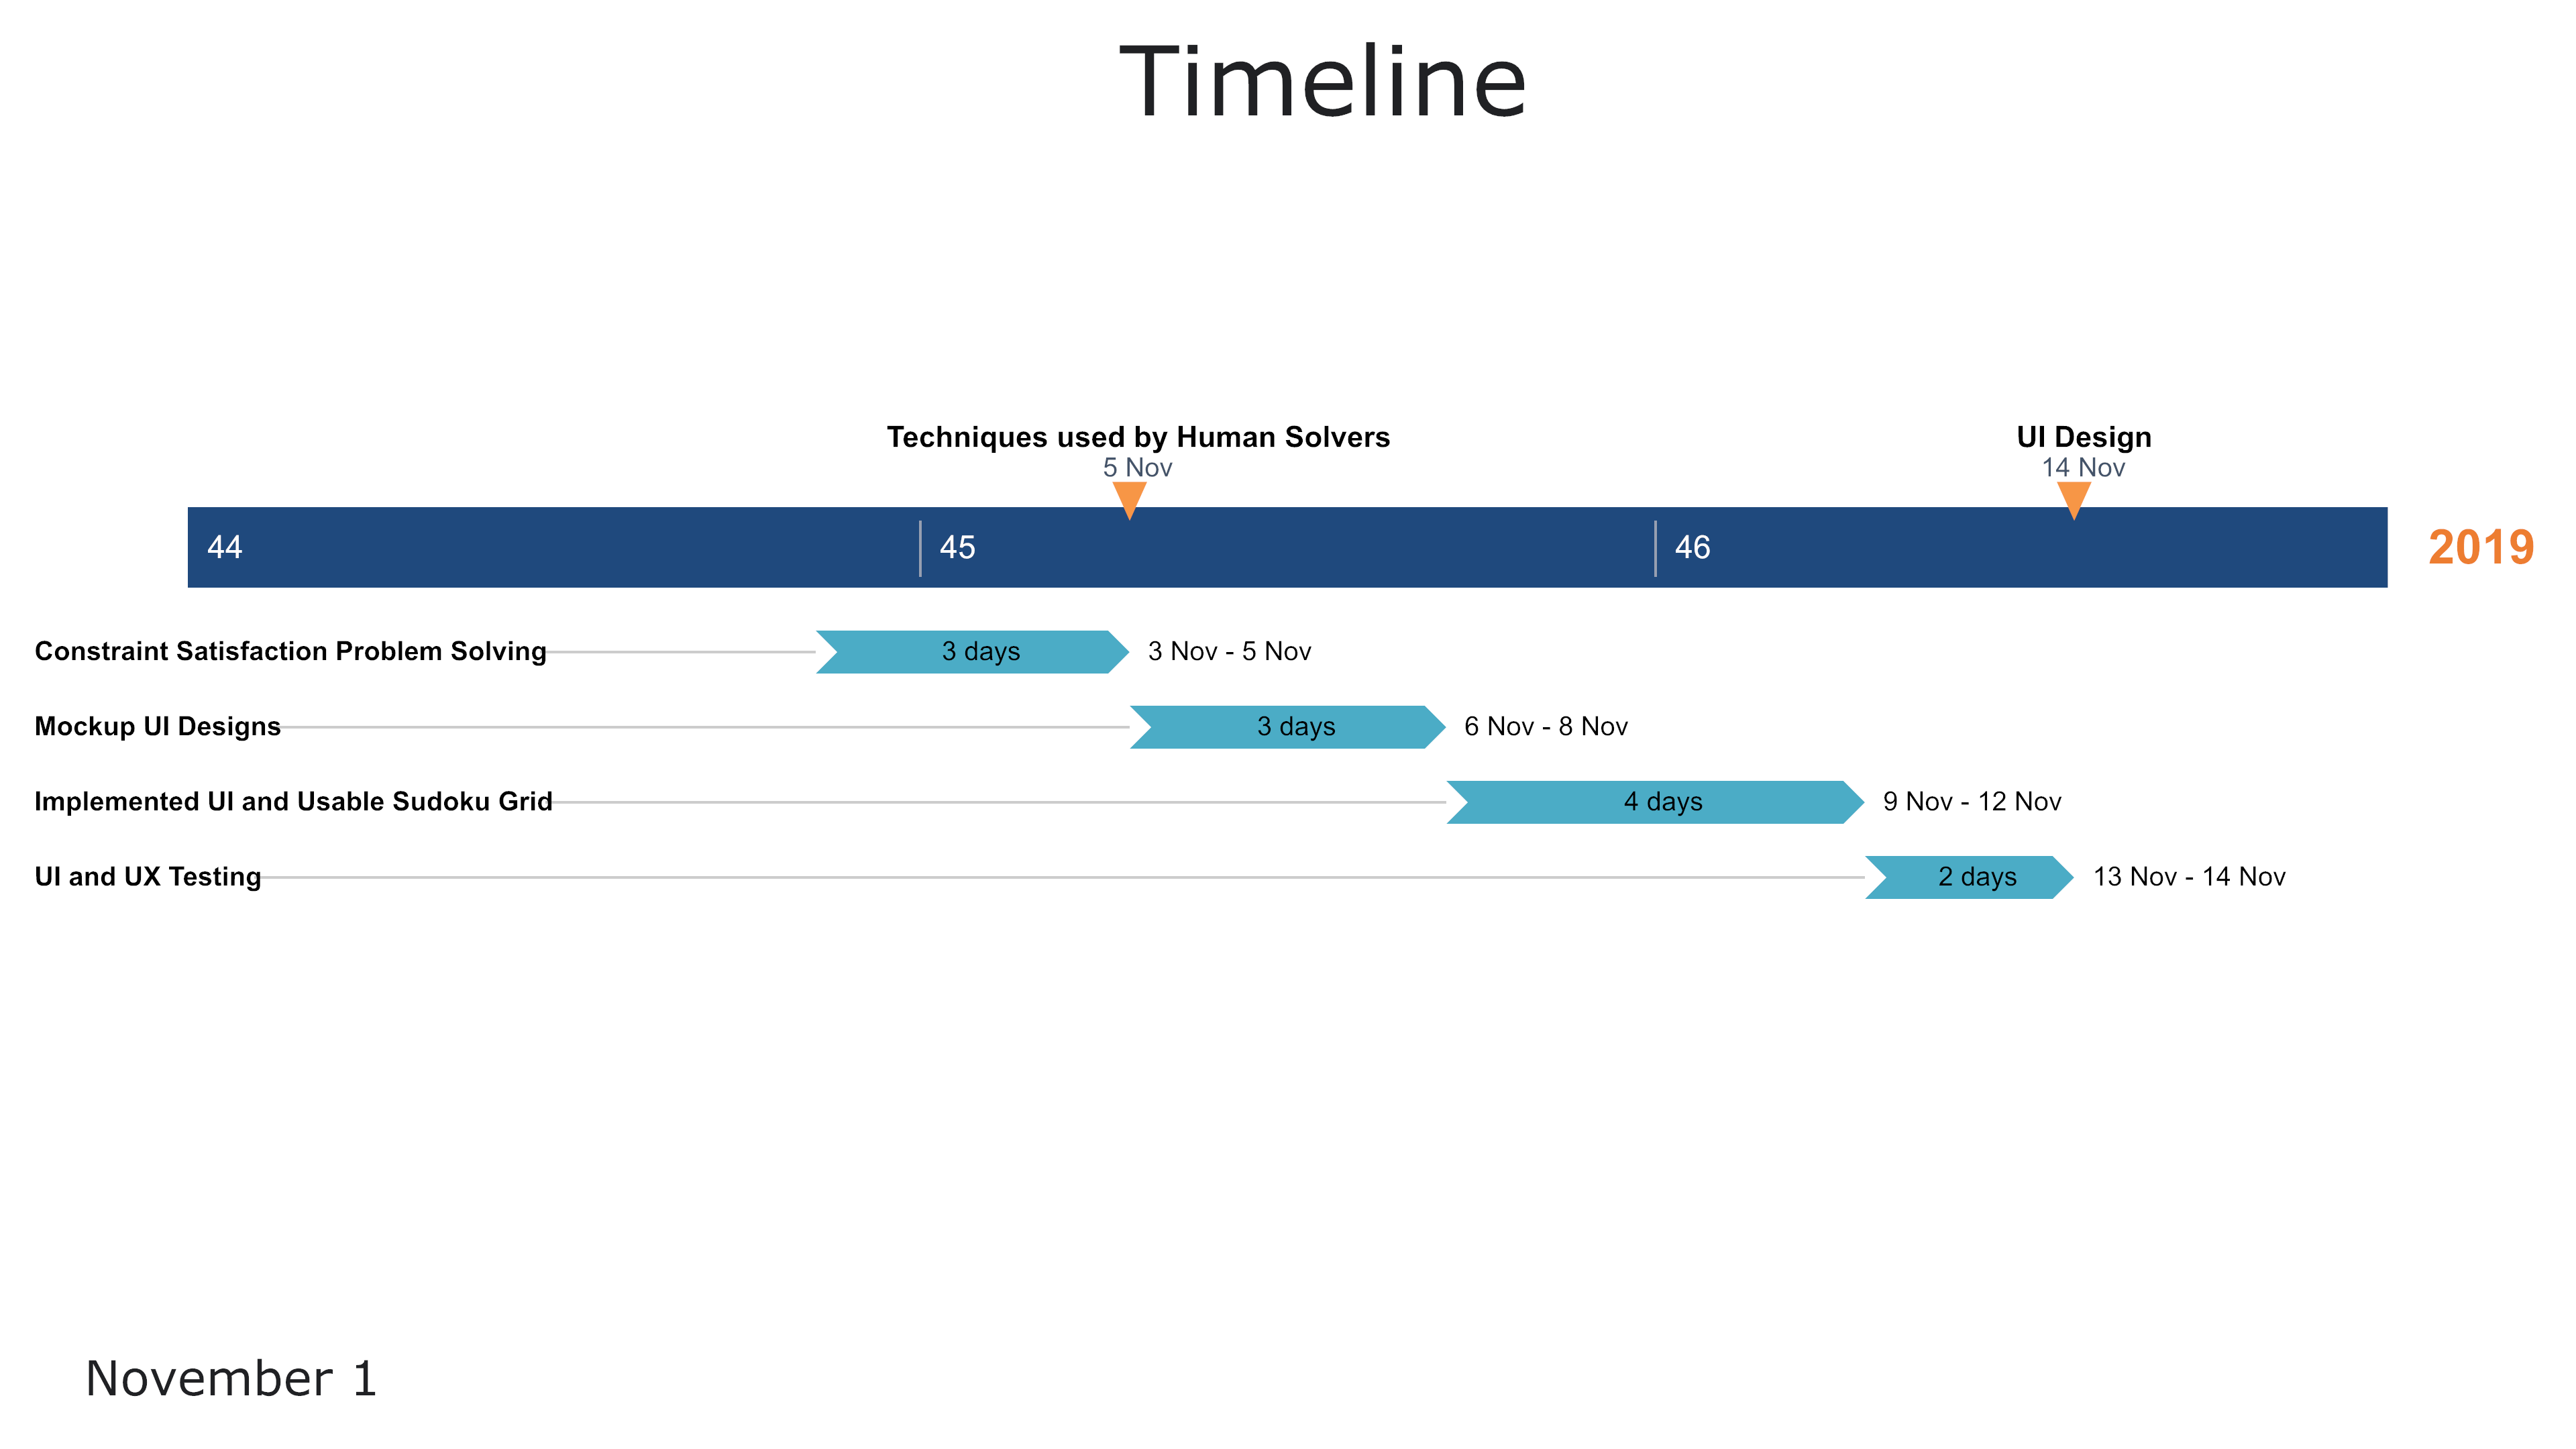 Timeline
Techniques used by Human Solvers
5 Nov
UI Design
14 Nov
44
45
46
2019
Constraint Satisfaction Problem Solving
3 days
3 Nov - 5 Nov
Mockup UI Designs
3 days
6 Nov - 8 Nov
Implemented UI and Usable Sudoku Grid
4 days
9 Nov - 12 Nov
UI and UX Testing
2 days
13 Nov - 14 Nov
November 1